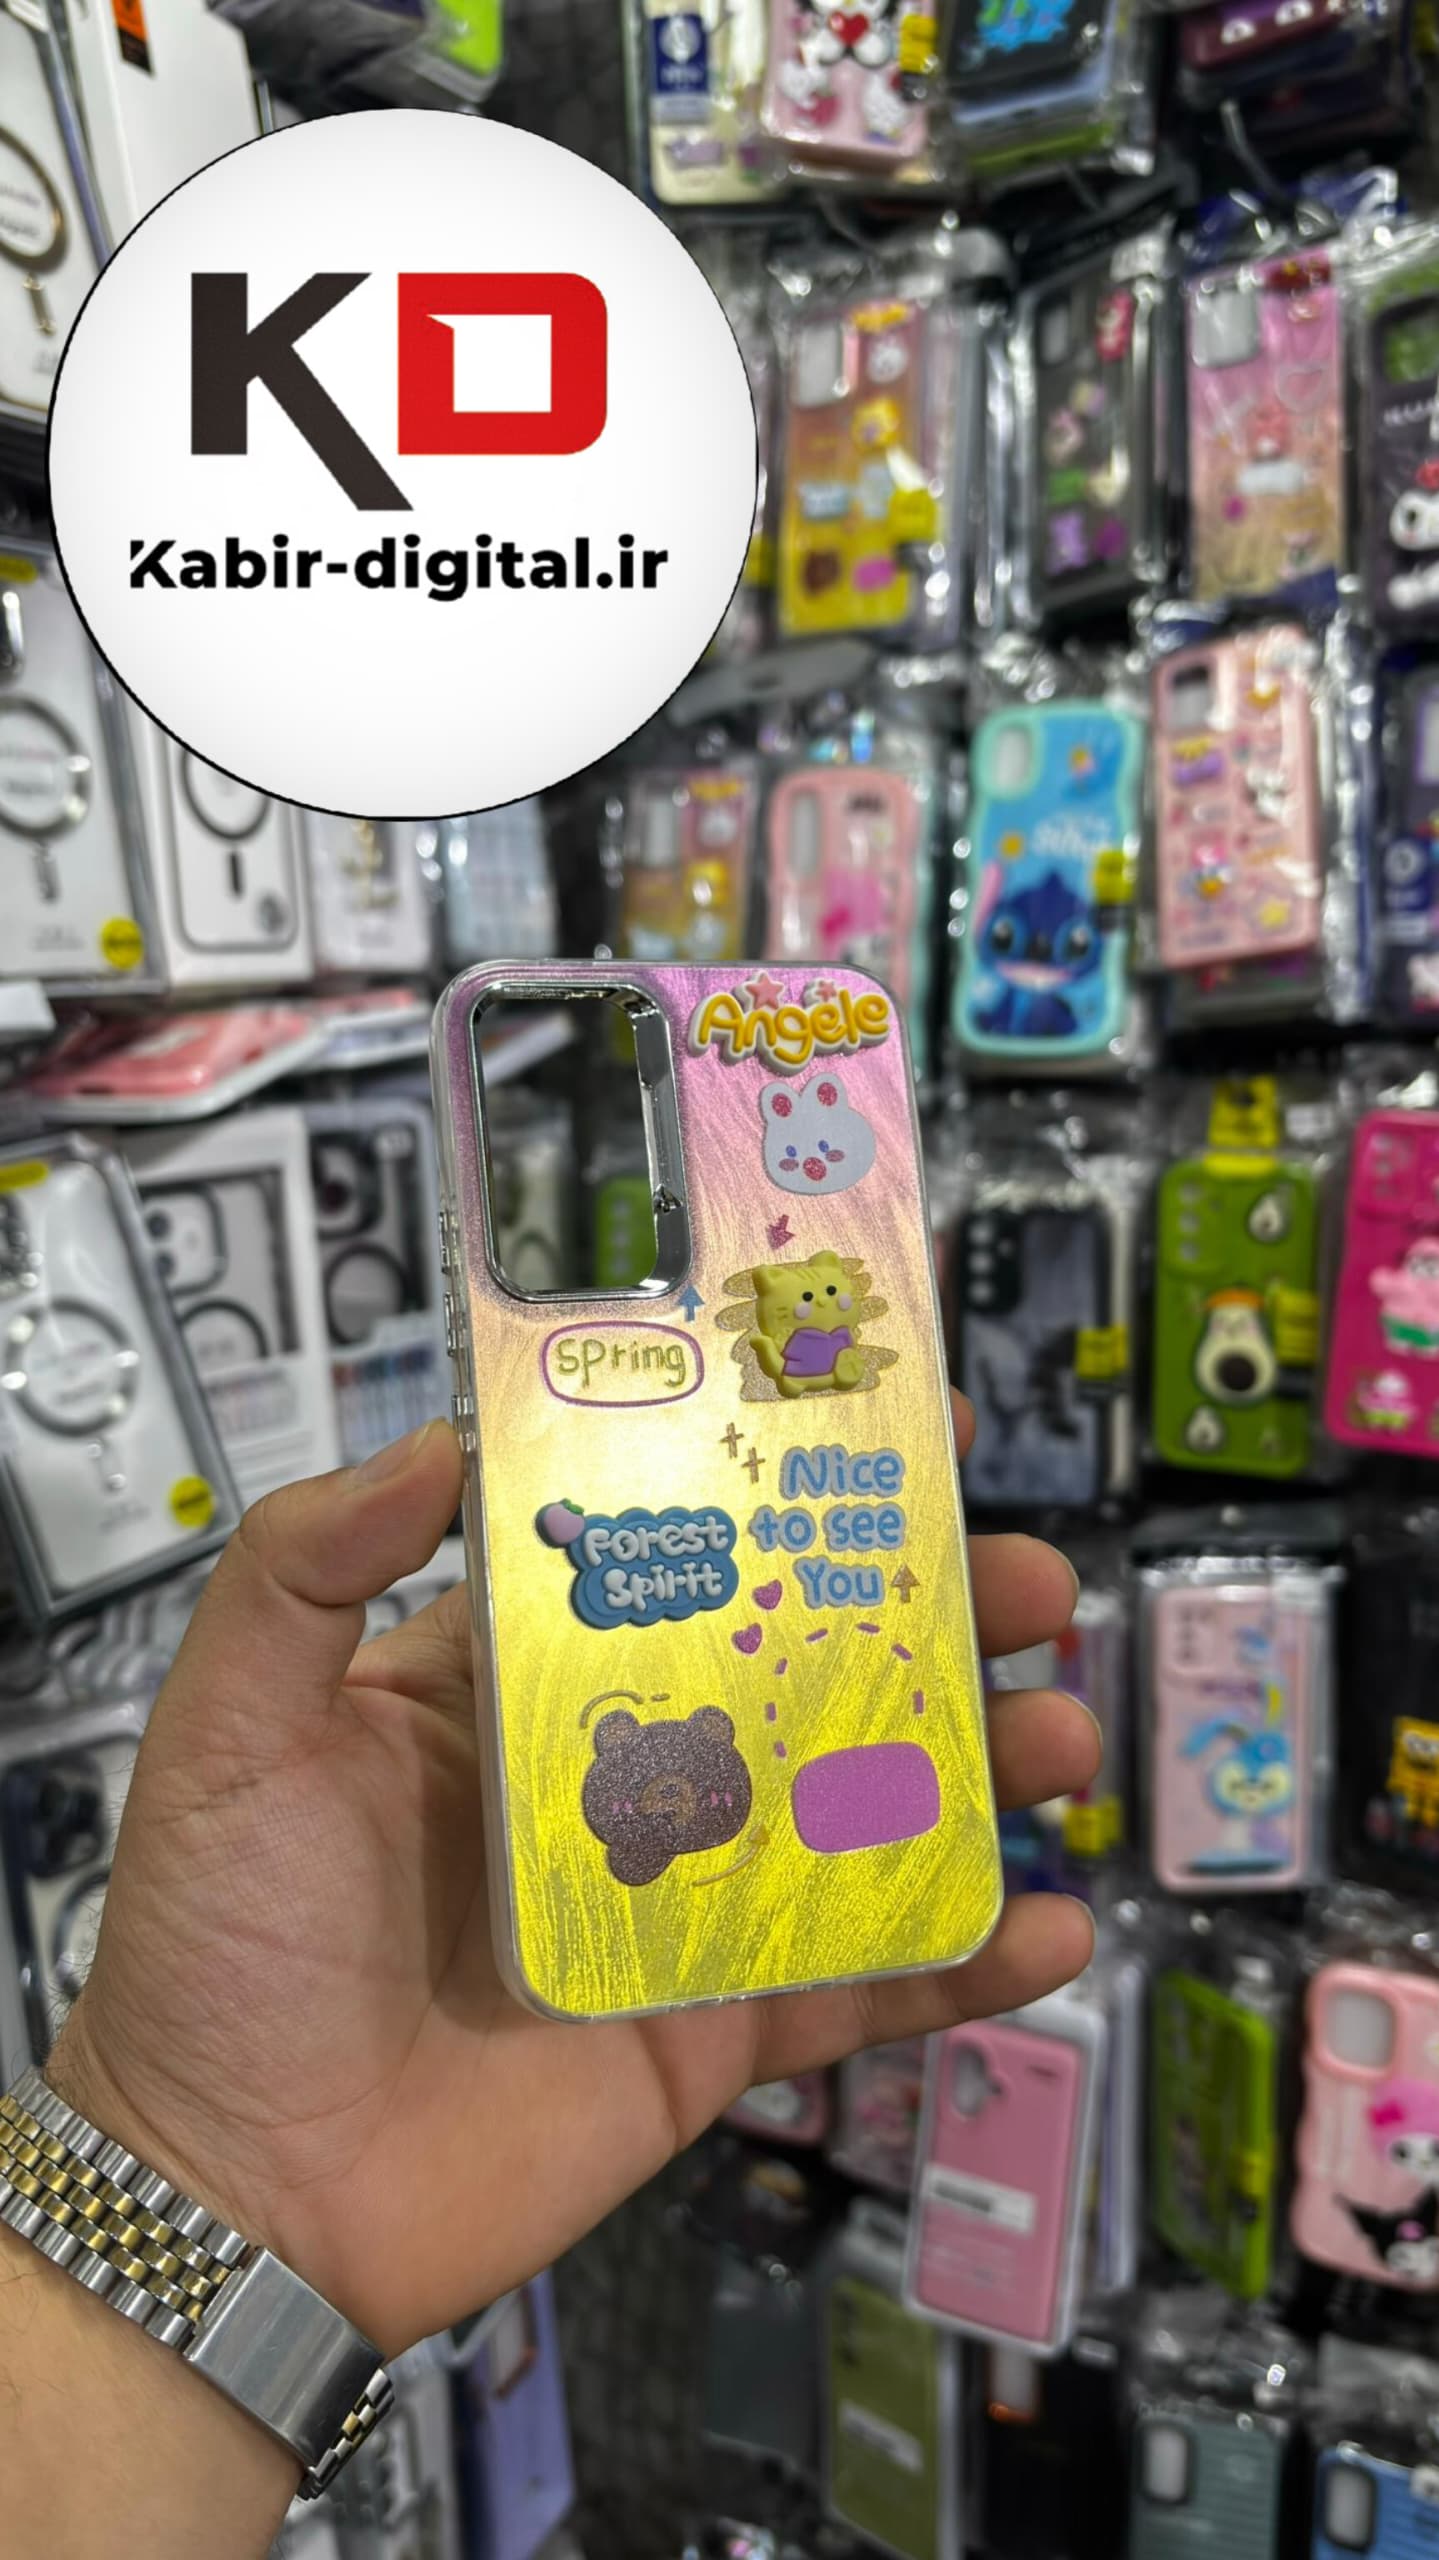 KD
Kabir-digital.ir
Angele
spring
Nice
to see
You
Forest
Spirit